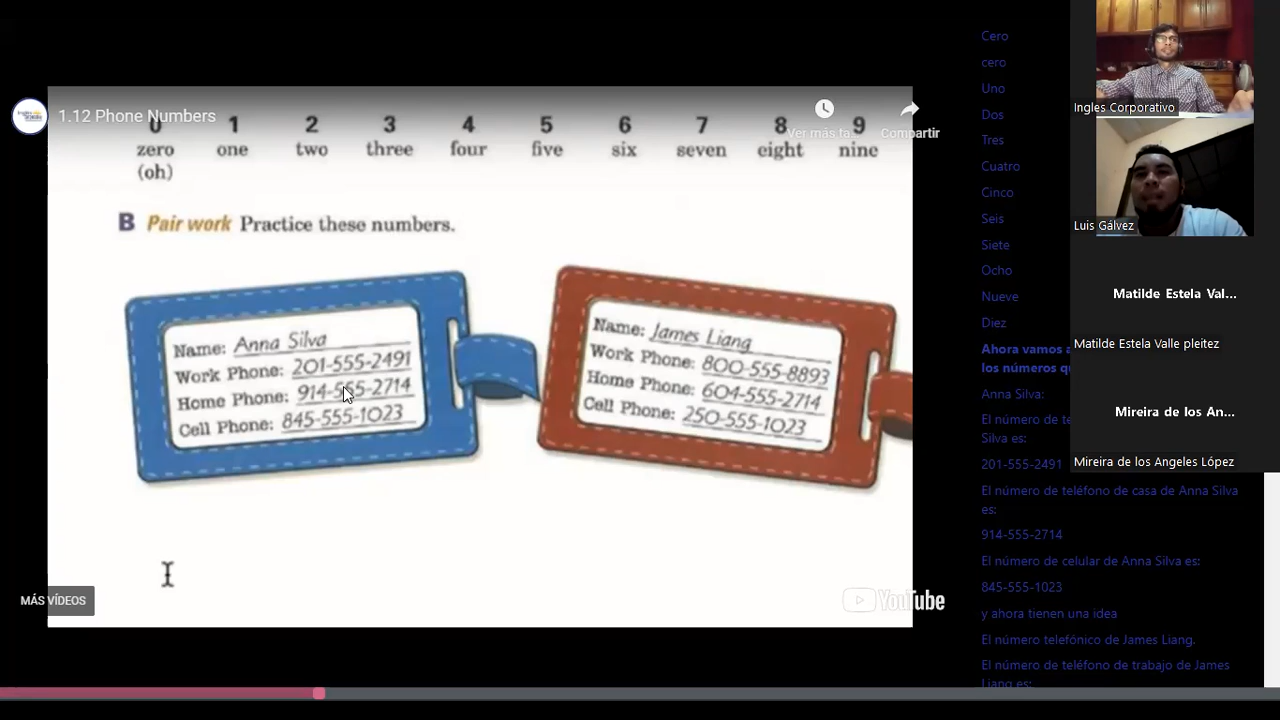 1.12 Phone Numbers
Ver más ta...
Compartir
0 1 2 3 4 5 6 7 8 9
zero one two three four five six seven eight nine
(oh)
B Pair work Practice these numbers.
Name: Anna Silva
Work Phone: 201-555-2491
Home Phone: 914-555-2714
Cell Phone: 845-555-1023
Name: James Liang
Work Phone: 800-555-8893
Home Phone: 604-555-2714
Cell Phone: 250-555-1023
MÁS VÍDEOS
YouTube
Cero
cero
Uno
Dos
Tres
Cuatro
Cinco
Seis
Siete
Ocho
Nueve
Diez
Ahora vamos a
los números q
Anna Silva:
El número de te
Silva es:
201-555-2491
El número de teléfono de casa de Anna Silva
es:
914-555-2714
El número de celular de Anna Silva es:
845-555-1023
y ahora tienen una idea
El número telefónico de James Liang.
El número de teléfono de trabajo de James
Liang es:
Ingles Corporativo
Luis Gálvez
Matilde Estela Val...
Matilde Estela Valle pleitez
Mireira de los An...
Mireira de los Angeles López